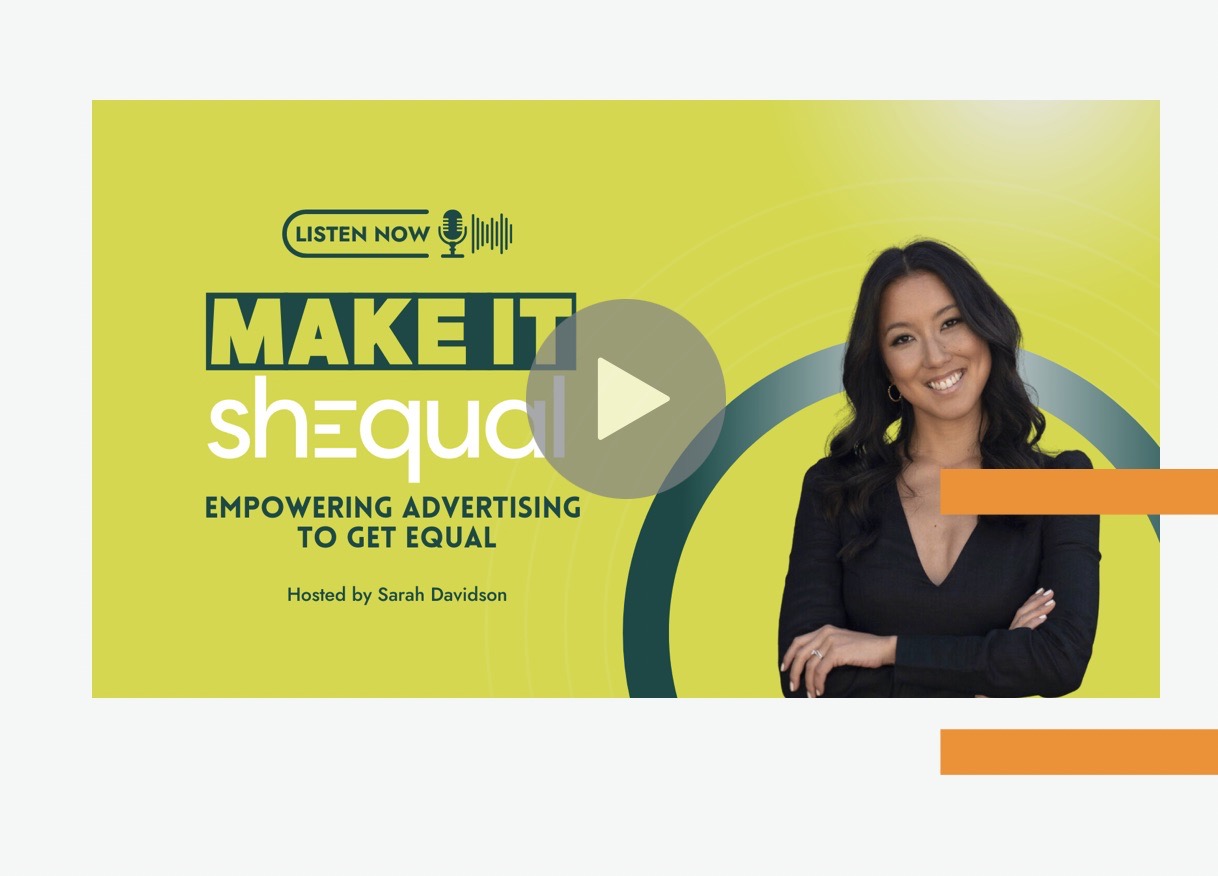 LISTEN NOW
MAKE IT
shEqual
EMPOWERING ADVERTISING
TO GET EQUAL
Hosted by Sarah Davidson